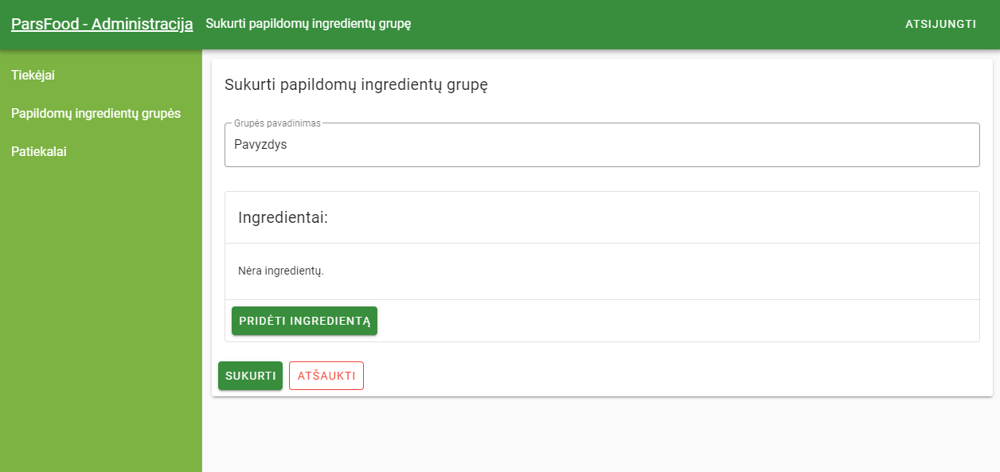 ParsFood - Administracija
Sukurti papildomų ingredientų grupę
ATSIJUNGTI
Tiekėjai
Papildomų ingredientų grupės
Patiekalai
Sukurti papildomų ingredientų grupę
Grupės pavadinimas
Pavyzdys
Ingredientai:
Nėra ingredientų.
PRIDĖTI INGREDIENTĄ
SUKURTI
ATŠAUKTI